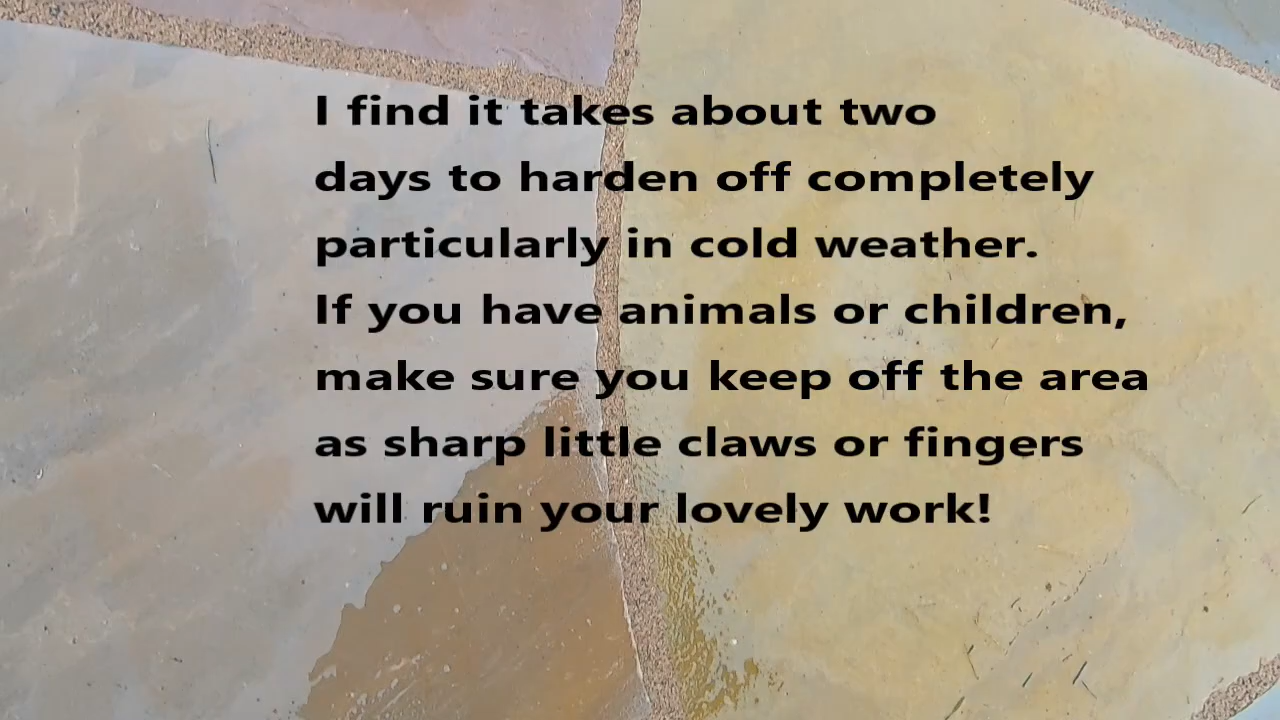 I find it takes about two
days to harden off completely
particularly in cold weather.
If you have animals or children,
make sure you keep off the area
as sharp little claws or fingers
will ruin your lovely work!